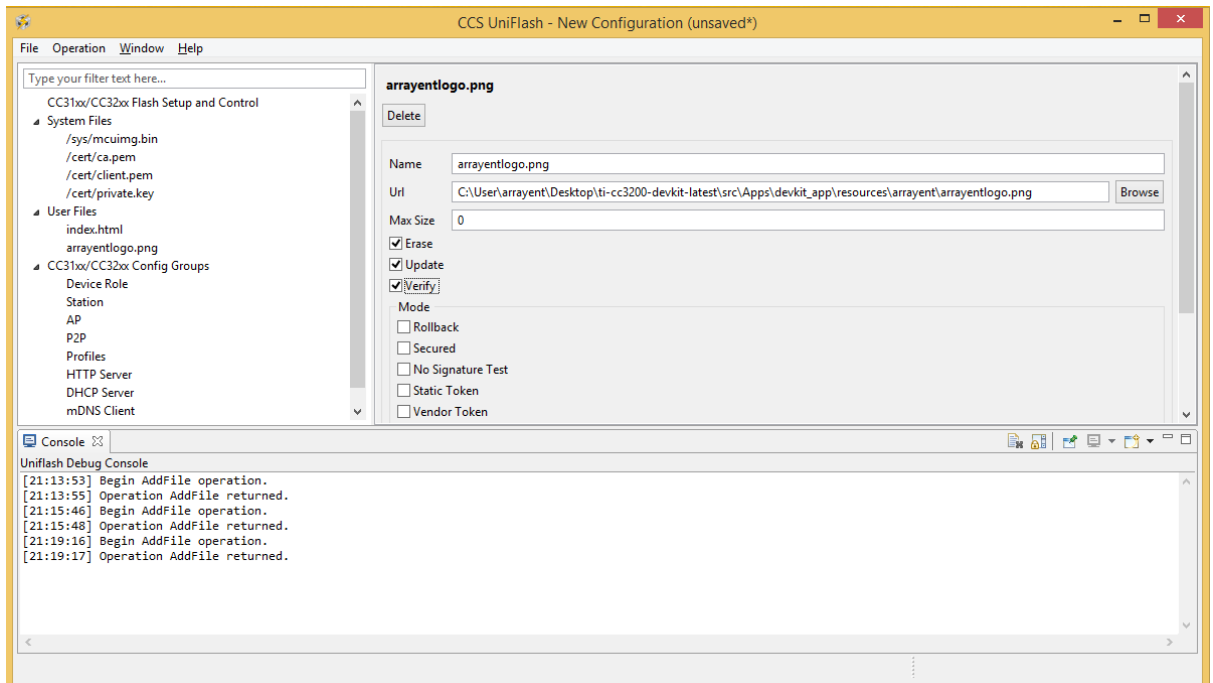 CCS UniFlash - New Configuration (unsaved*)
File Operation Window Help
Type your filter text here...
CC31xx/CC32xx Flash Setup and Control
System Files
/sys/mcuimg.bin
/cert/ca.pem
/cert/client.pem
/cert/private.key
User Files
index.html
arrayentlogo.png
CC31xx/CC32xx Config Groups
Device Role
Station
AP
P2P
Profiles
HTTP Server
DHCP Server
mDNS Client
arrayentlogo.png
Delete
Name arrayentlogo.png
Url C:\User\arrayent\Desktop\ti-cc3200-devkit-latest\src\Apps\devkit_app\resources\arrayent\arrayentlogo.png Browse
Max Size 0
Erase
Update
Verify
Mode
Rollback
Secured
No Signature Test
Static Token
Vendor Token
Console
Uniflash Debug Console
[21:13:53] Begin AddFile operation.
[21:13:55] Operation AddFile returned.
[21:15:46] Begin AddFile operation.
[21:15:48] Operation AddFile returned.
[21:19:16] Begin AddFile operation.
[21:19:17] Operation AddFile returned.